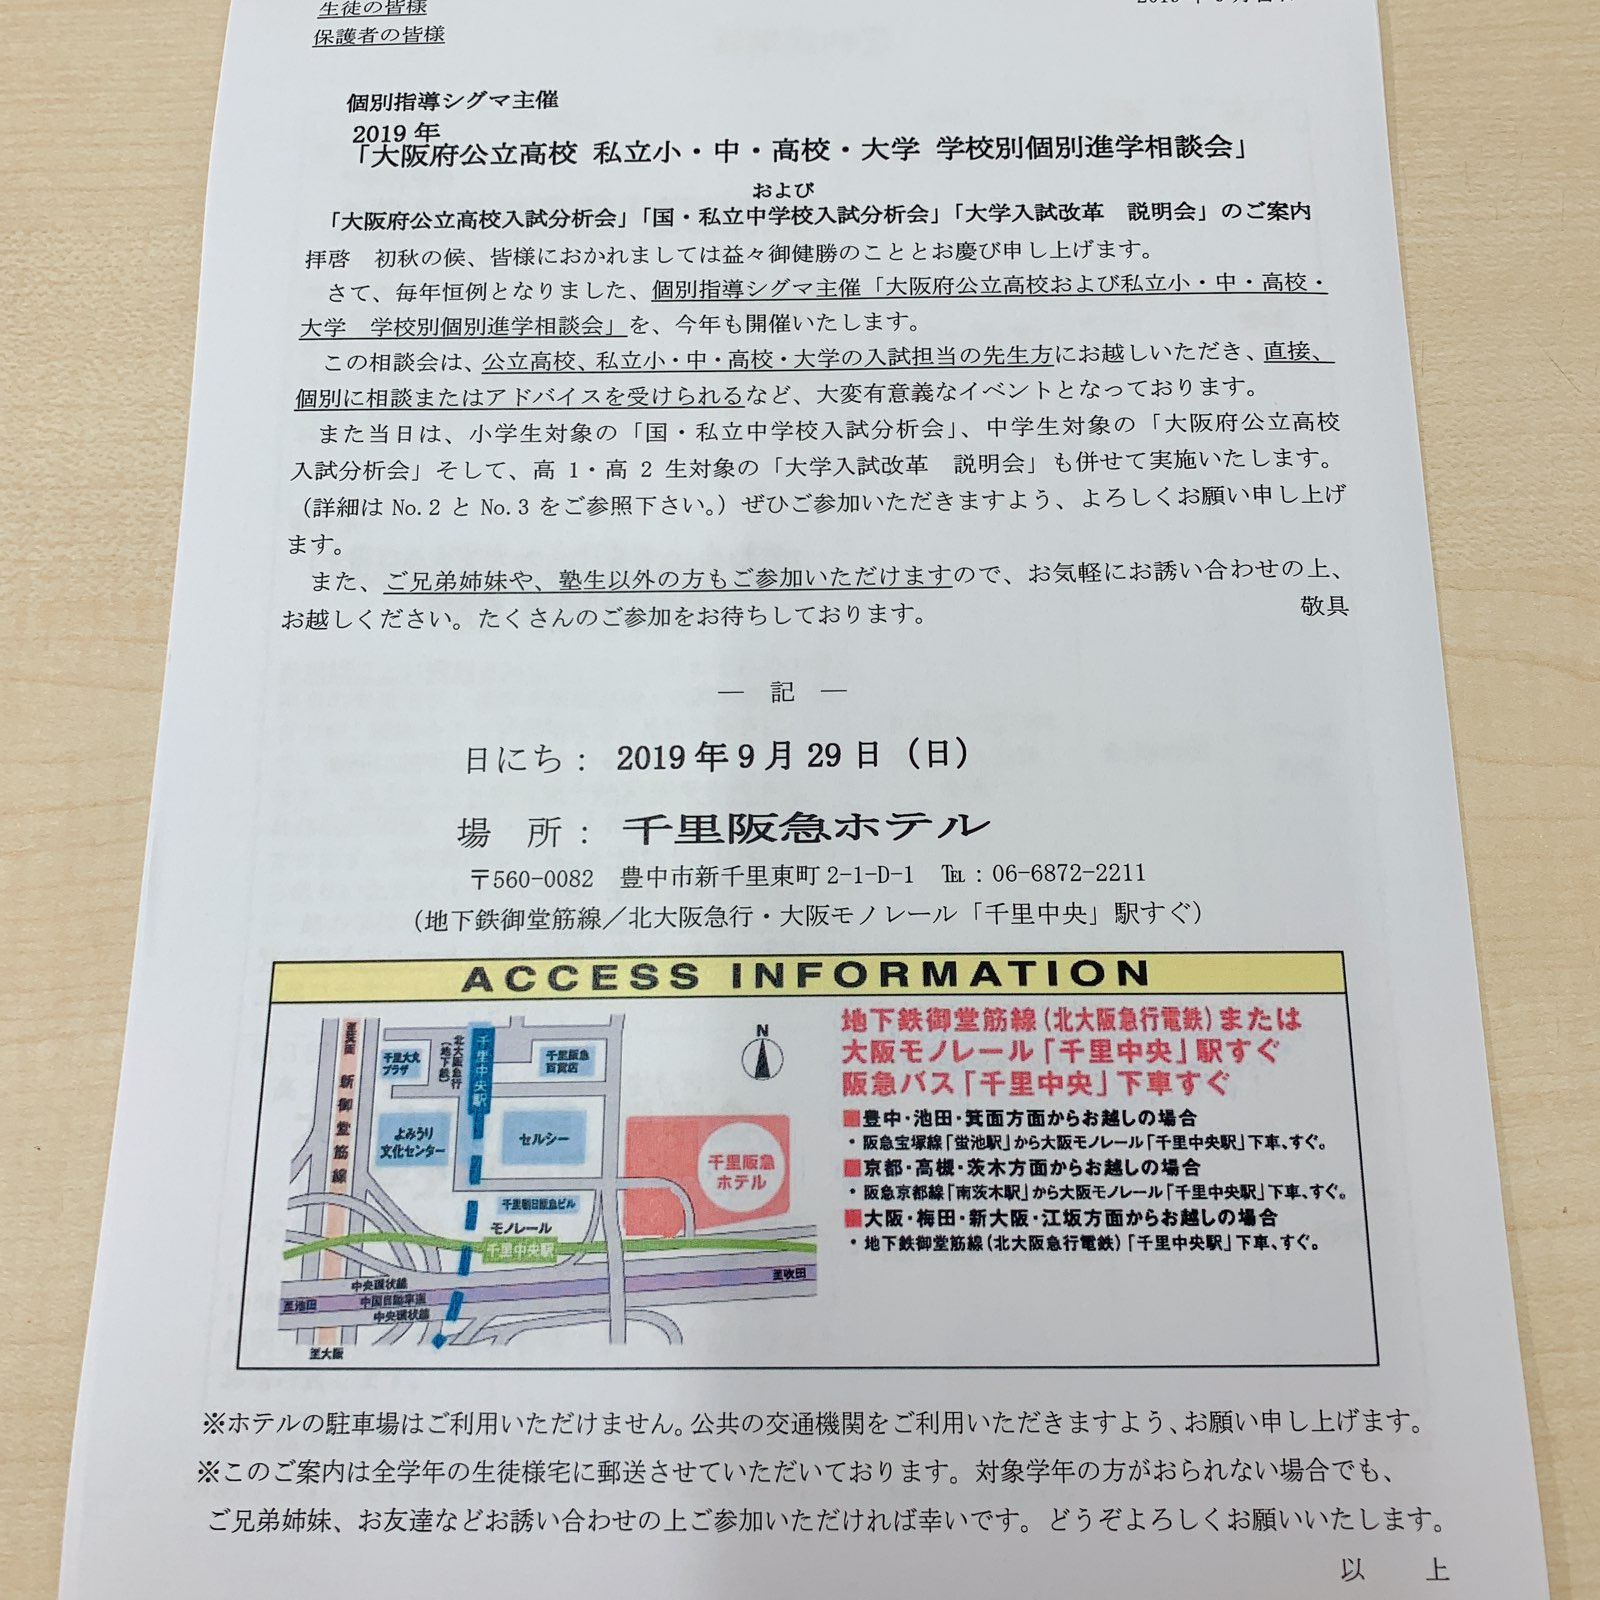 生徒の皆様
保護者の皆様
個別指導シグマ主催
2019 年
「大阪府公立高校 私立小・中・高校・大学 学校別個別進学相談会」
および
「大阪府公立高校入試分析会」「国・私立中学校入試分析会」「大学入試改革　説明会」のご案内
拝啓　初秋の候、皆様におかれましては益々御健勝のこととお慶び申し上げます。
さて、毎年恒例となりました、個別指導シグマ主催「大阪府公立高校および私立小・中・高校・
大学　学校別個別進学相談会」を、今年も開催いたします。
この相談会は、公立高校、私立小・中・高校・大学の入試担当の先生方にお越しいただき、直接、
個別に相談またはアドバイスを受けられるなど、大変有意義なイベントとなっております。
また当日は、小学生対象の「国・私立中学校入試分析会」、中学生対象の「大阪府公立高校
入試分析会」そして、高 1・高 2 生対象の「大学入試改革　説明会」も併せて実施いたします。
（詳細は No.2 と No.3 をご参照下さい。）ぜひご参加いただきますよう、よろしくお願い申し上げ
ます。
また、ご兄弟姉妹や、塾生以外の方もご参加いただけますので、お気軽にお誘い合わせの上、
お越しください。たくさんのご参加をお待ちしております。
敬具
― 記 ―
日にち： 2019 年 9 月 29 日（日）
場　所： 千里阪急ホテル
〒560-0082　豊中市新千里東町 2-1-D-1　℡：06-6872-2211
（地下鉄御堂筋線／北大阪急行・大阪モノレール「千里中央」駅すぐ）
ACCESS INFORMATION
至箕面
新御堂筋線
千里大丸
プラザ
北大阪急行
（地下鉄）
千里中央駅
千里阪急
百貨店
N
よみうり
文化センター
セルシー
千里阪急
ホテル
千里朝日阪急ビル
モノレール
千里中央駅
中央環状線
中国自動車道
中央環状線
至池田
至吹田
至大阪
地下鉄御堂筋線（北大阪急行電鉄）または
大阪モノレール「千里中央」駅すぐ
阪急バス「千里中央」下車すぐ
■豊中・池田・箕面方面からお越しの場合
・阪急宝塚線「蛍池駅」から大阪モノレール「千里中央駅」下車、すぐ。
■京都・高槻・茨木方面からお越しの場合
・阪急京都線「南茨木駅」から大阪モノレール「千里中央駅」下車、すぐ。
■大阪・梅田・新大阪・江坂方面からお越しの場合
・地下鉄御堂筋線（北大阪急行電鉄）「千里中央駅」下車、すぐ。
※ホテルの駐車場はご利用いただけません。公共の交通機関をご利用いただきますよう、お願い申し上げます。
※このご案内は全学年の生徒様宅に郵送させていただいております。対象学年の方がおられない場合でも、
ご兄弟姉妹、お友達などお誘い合わせの上ご参加いただければ幸いです。どうぞよろしくお願いいたします。
以　上